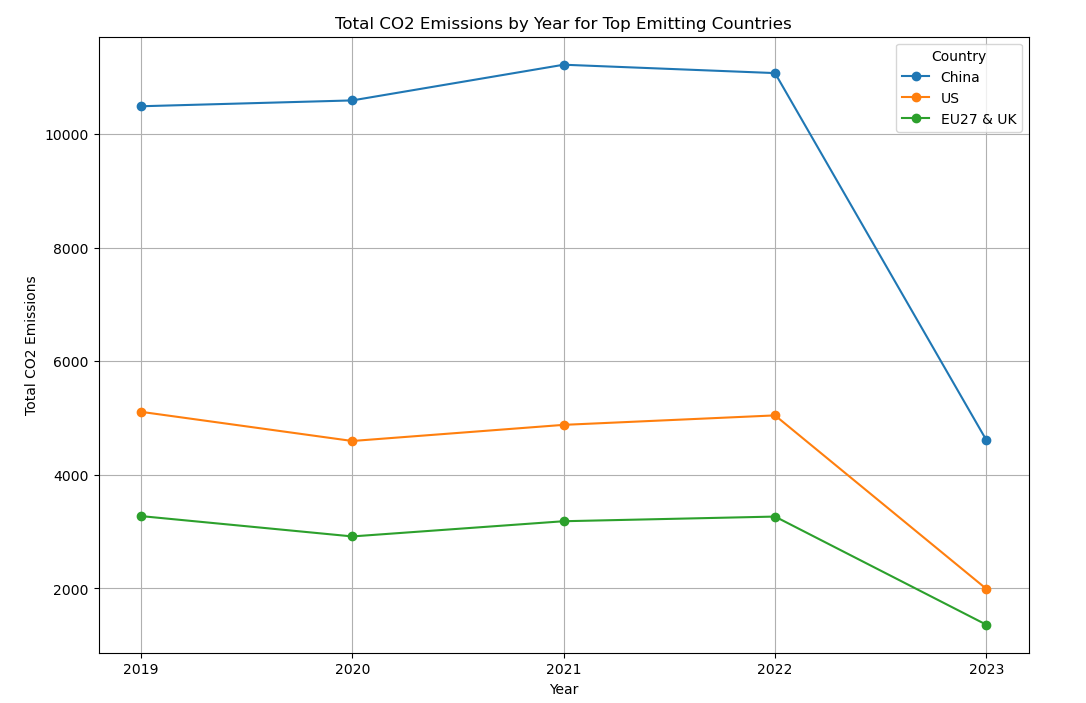 Total CO2 Emissions by Year for Top Emitting Countries
Country
China
US
EU27 & UK
Total CO2 Emissions
10000
8000
6000
4000
2000
2019 2020 2021 2022 2023
Year